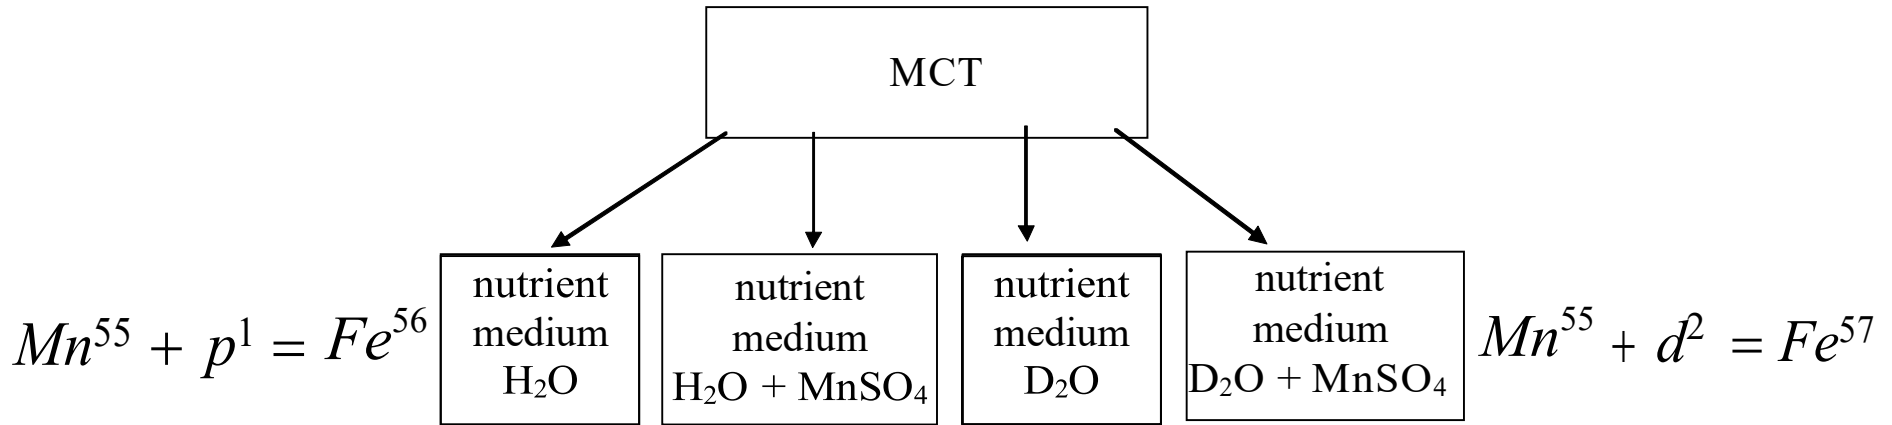 MCT
Mn⁵⁵ + p¹ = Fe⁵⁶
nutrient
medium
H₂O
nutrient
medium
H₂O + MnSO₄
nutrient
medium
D₂O
nutrient
medium
D₂O + MnSO₄
Mn⁵⁵ + d² = Fe⁵⁷